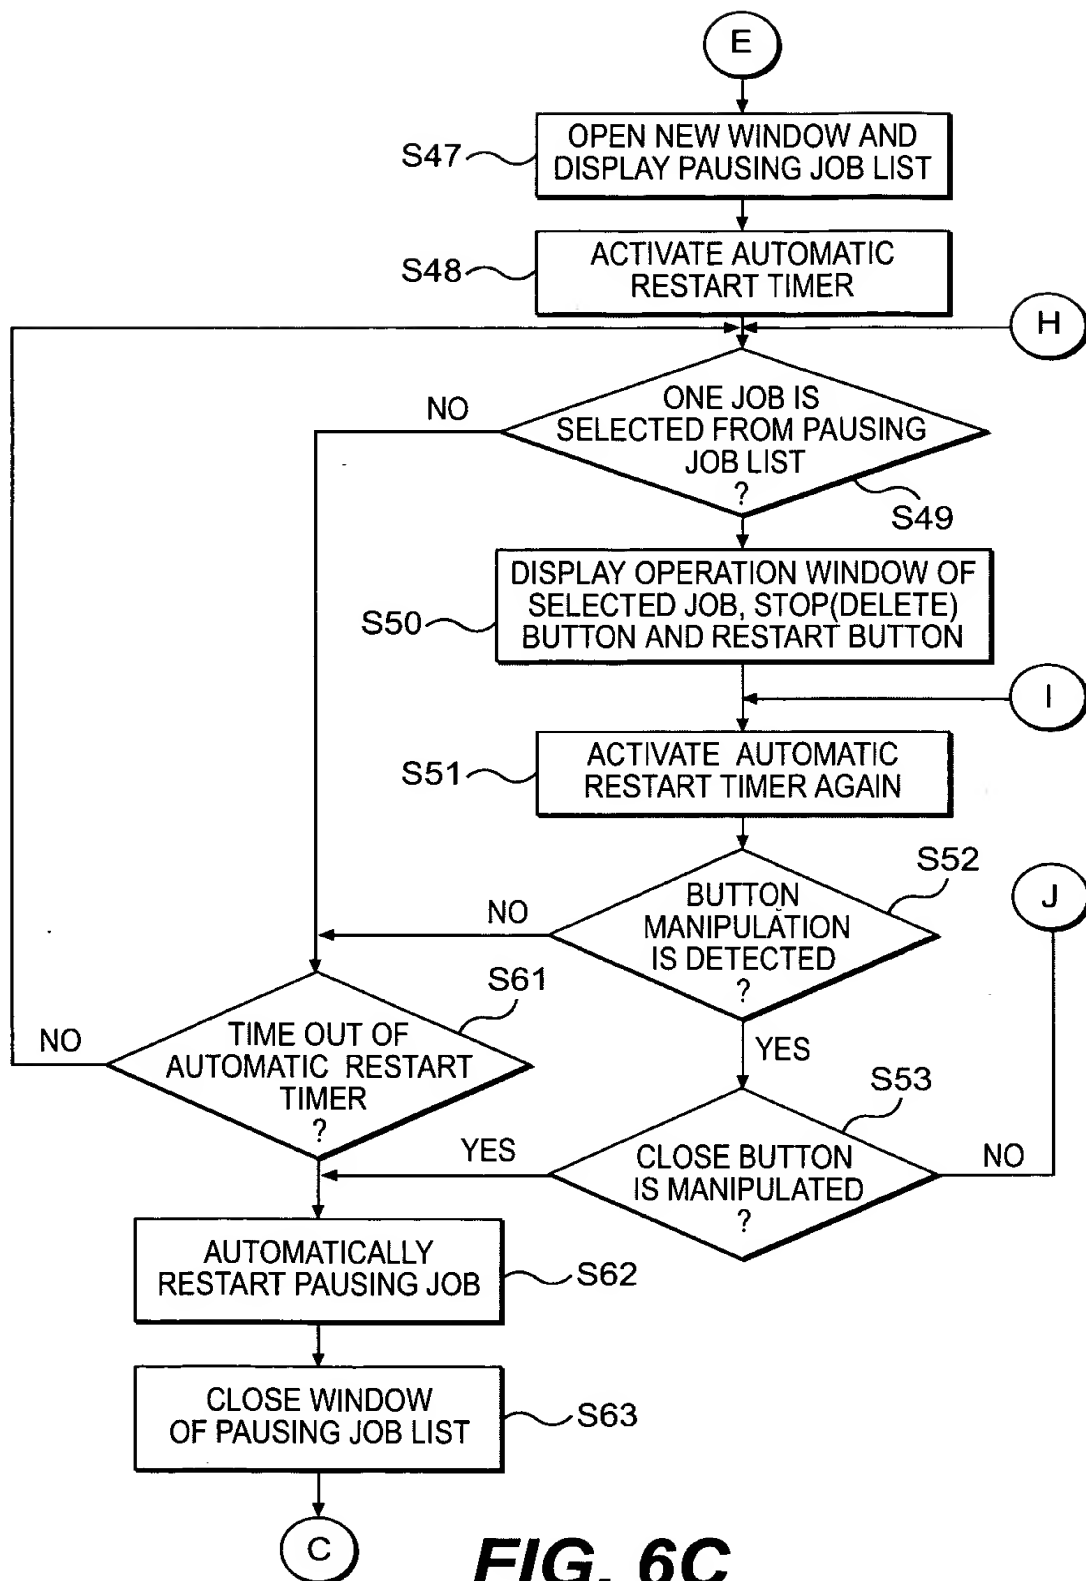 E
S47
OPEN NEW WINDOW AND
DISPLAY PAUSING JOB LIST
S48
ACTIVATE AUTOMATIC
RESTART TIMER
H
NO
ONE JOB IS
SELECTED FROM PAUSING
JOB LIST
?
S49
DISPLAY OPERATION WINDOW OF
SELECTED JOB, STOP(DELETE)
BUTTON AND RESTART BUTTON
S50
I
ACTIVATE AUTOMATIC
RESTART TIMER AGAIN
S51
S52
J
BUTTON
MANIPULATION
IS DETECTED
?
NO
YES
S61
TIME OUT OF
AUTOMATIC RESTART
TIMER
?
NO
S53
CLOSE BUTTON
IS MANIPULATED
?
YES
NO
AUTOMATICALLY
RESTART PAUSING JOB
S62
CLOSE WINDOW
OF PAUSING JOB LIST
S63
C
FIG. 6C